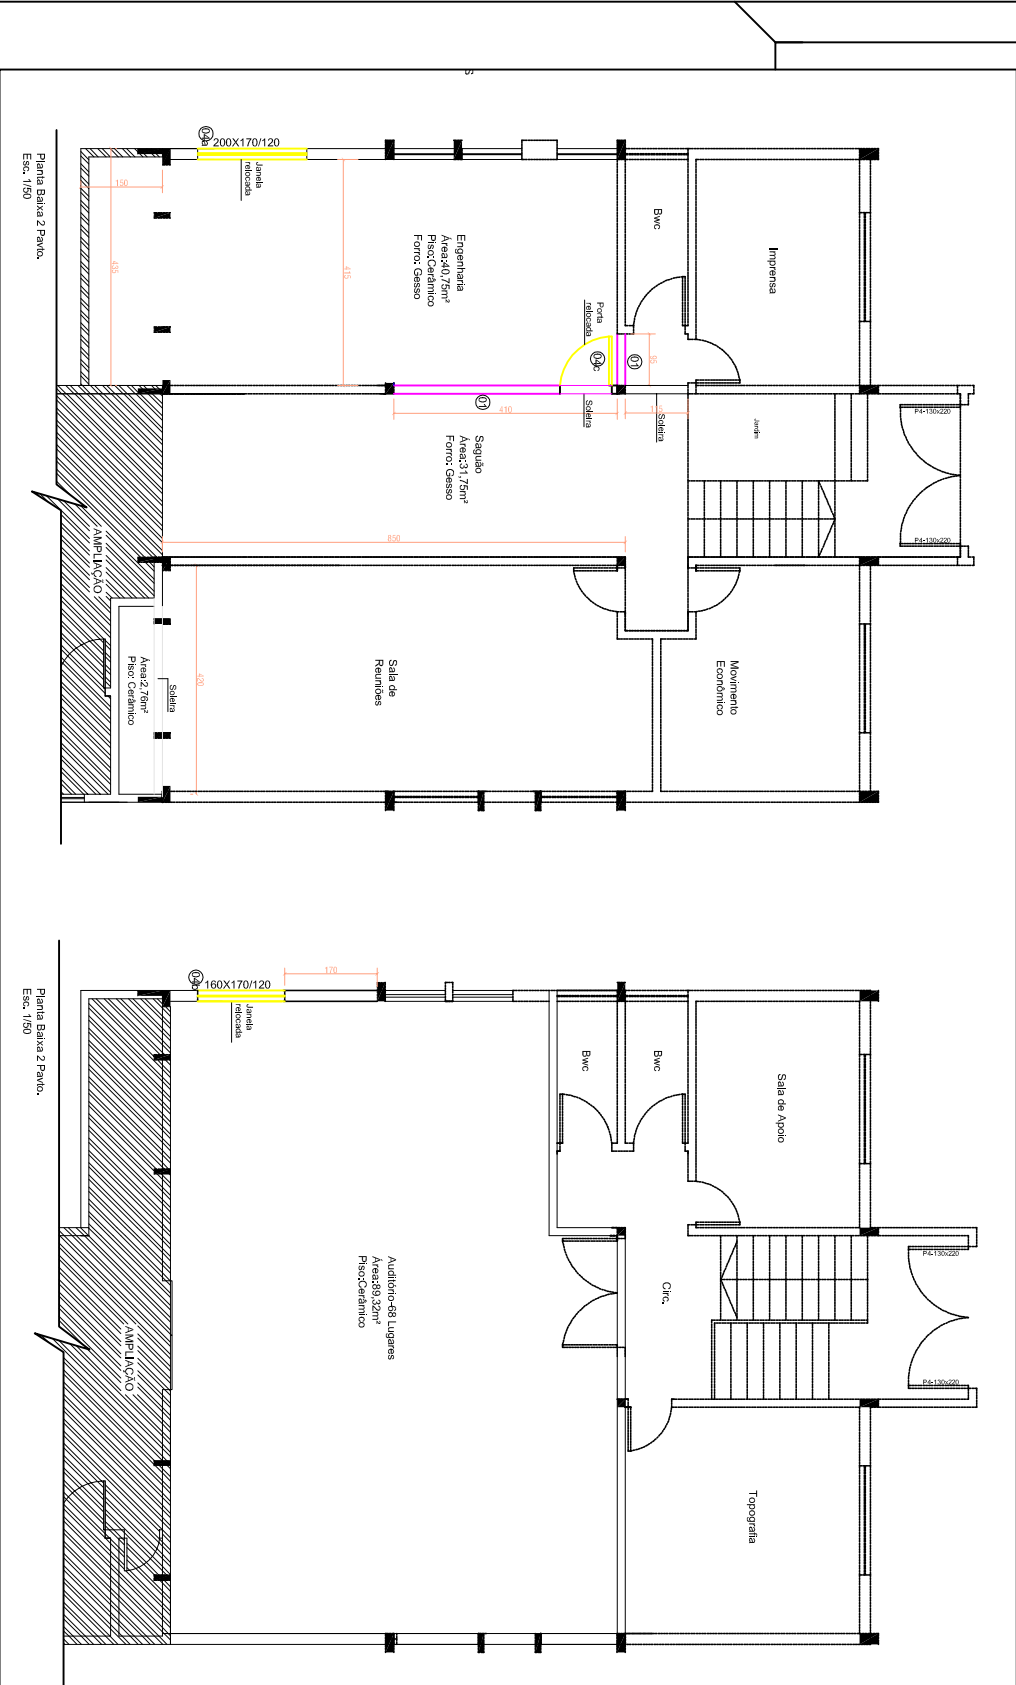 Planta Baixa 2 Pavto.
Esc. 1/50
04a
200X170/120
Janela
relocada
150
435
415
Engenharia
Área:40,75m²
Piso:Cerâmico
Forro: Gesso
Bwc
Imprensa
Porta
relocada
04c
01
95
01
410
Soleira
175
Soleira
Jardim
P4-130x220
P4-130x220
Saguão
Área:31,75m²
Forro: Gesso
850
AMPLIAÇÃO
Área:2,76m²
Piso: Cerâmico
Soleira
420
Sala de
Reuniões
Movimento
Econômico
Planta Baixa 2 Pavto.
Esc. 1/50
04b
160X170/120
Janela
relocada
170
Bwc
Bwc
Sala de Apoio
Auditório-68 Lugares
Área:89,32m²
Piso:Cerâmico
Circ.
P4-130x220
P4-130x220
AMPLIAÇÃO
Topografia